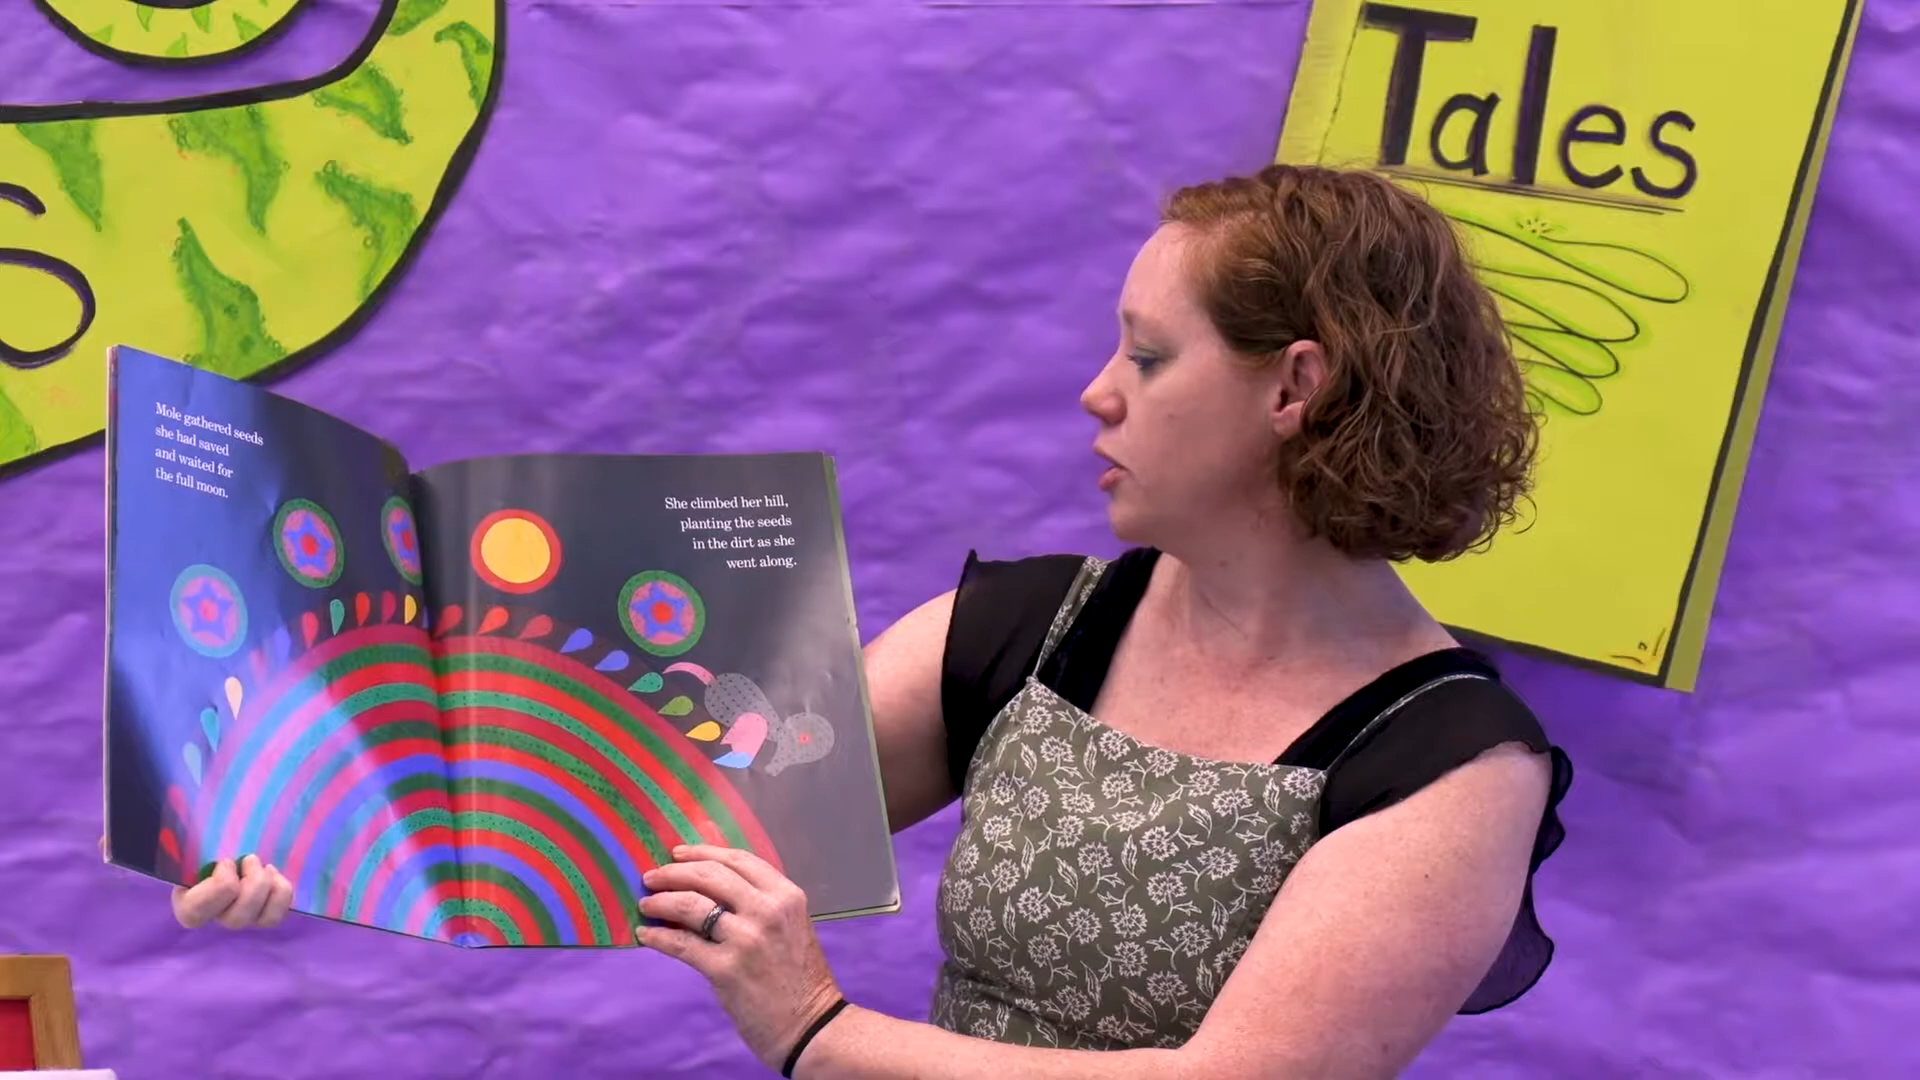 Tales
Mole gathered seeds
she had saved
and waited for
the full moon.
She climbed her hill,
planting the seeds
in the dirt as she
went along.